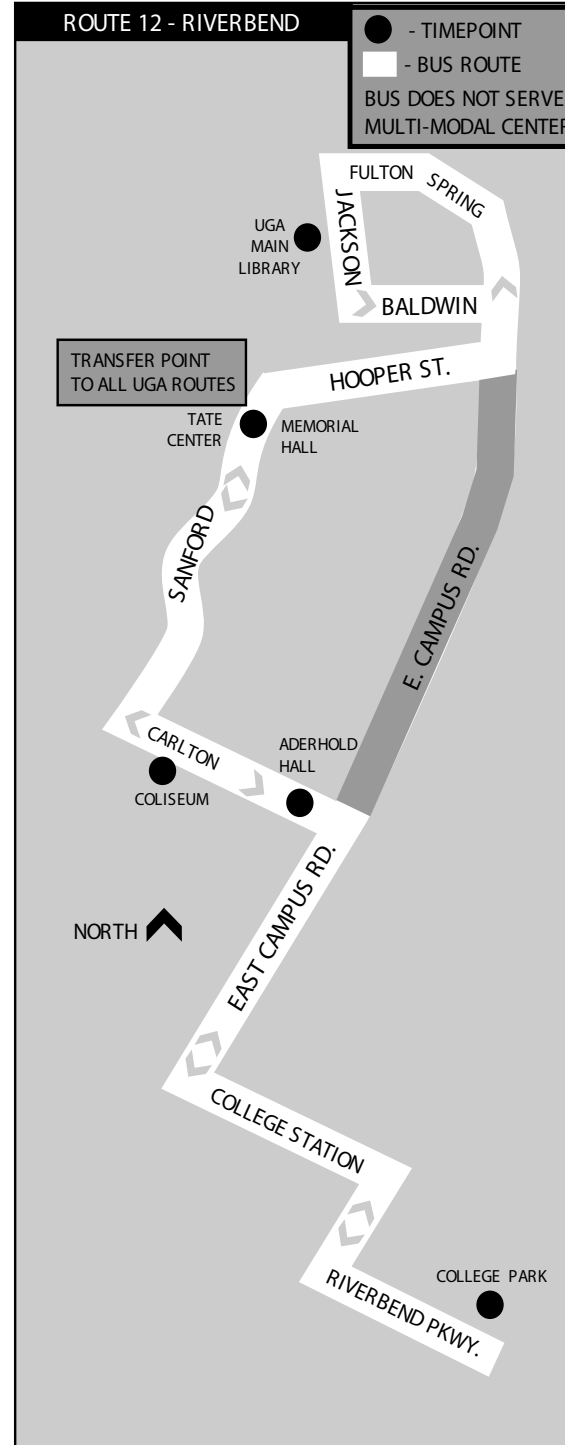 ROUTE 12 - RIVERBEND
- TIMEPOINT
- BUS ROUTE
BUS DOES NOT SERVE
MULTI-MODAL CENTER
FULTON
SPRING
JACKSON
UGA
MAIN
LIBRARY
BALDWIN
TRANSFER POINT
TO ALL UGA ROUTES
HOOPER ST.
TATE
CENTER
MEMORIAL
HALL
SANFORD
E. CAMPUS RD.
CARLTON
ADERHOLD
HALL
COLISEUM
EAST CAMPUS RD.
NORTH
COLLEGE STATION
COLLEGE PARK
RIVERBEND PKWY.